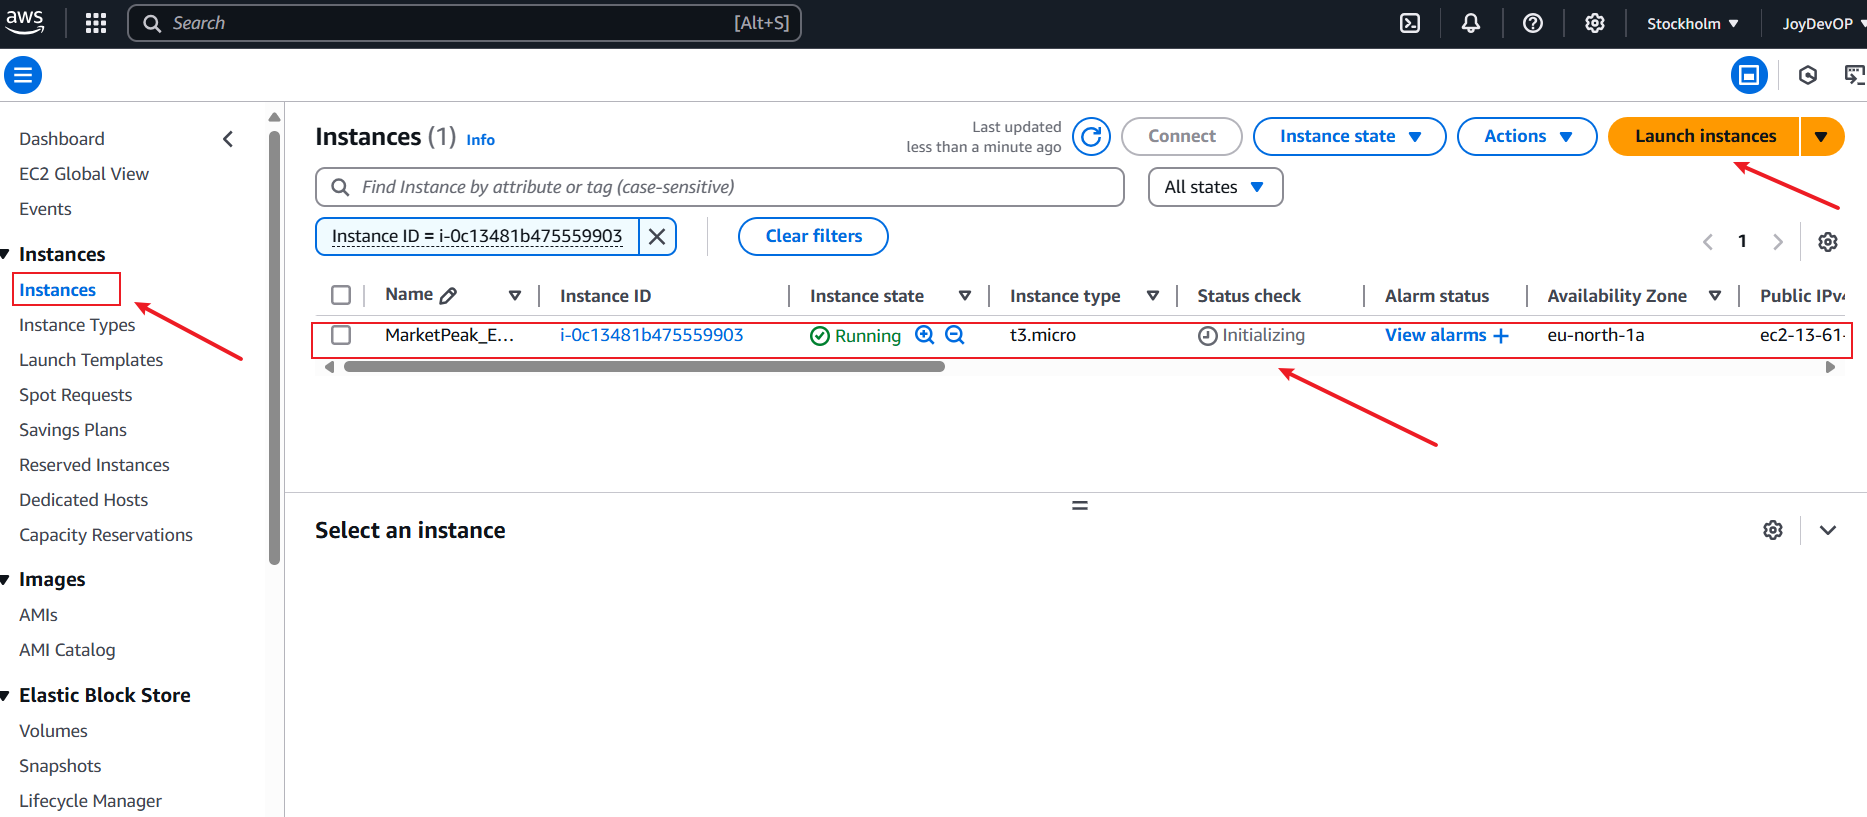 aws
Search [Alt+S]
Stockholm
JoyDevOP
Dashboard
EC2 Global View
Events
Instances
Instances
Instance Types
Launch Templates
Spot Requests
Savings Plans
Reserved Instances
Dedicated Hosts
Capacity Reservations
Images
AMIs
AMI Catalog
Elastic Block Store
Volumes
Snapshots
Lifecycle Manager
Instances (1) Info
Last updated
less than a minute ago
Connect
Instance state
Actions
Launch instances
Find Instance by attribute or tag (case-sensitive)
All states
Instance ID = i-0c13481b475559903
Clear filters
1
Name Instance ID Instance state Instance type Status check Alarm status Availability Zone Public IPv4
MarketPeak_E... i-0c13481b475559903 Running t3.micro Initializing View alarms + eu-north-1a ec2-13-61-
Select an instance